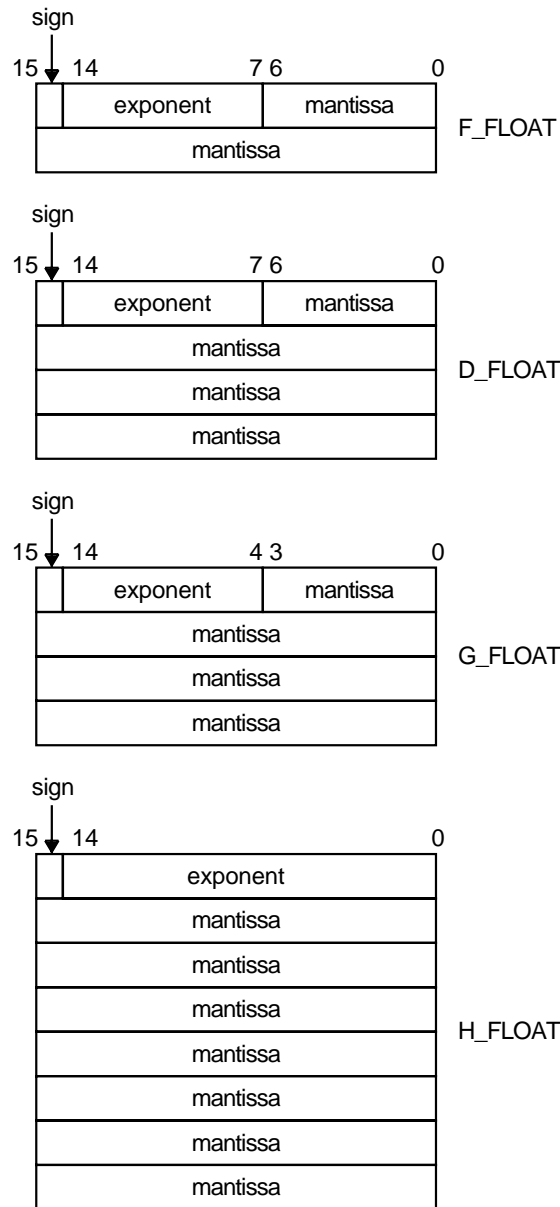 sign
15 14 7 6 0
exponent mantissa
F_FLOAT
mantissa
sign
15 14 7 6 0
exponent mantissa
mantissa
D_FLOAT
mantissa
mantissa
sign
15 14 4 3 0
exponent mantissa
mantissa
G_FLOAT
mantissa
mantissa
sign
15 14 0
exponent
mantissa
mantissa
mantissa
H_FLOAT
mantissa
mantissa
mantissa
mantissa